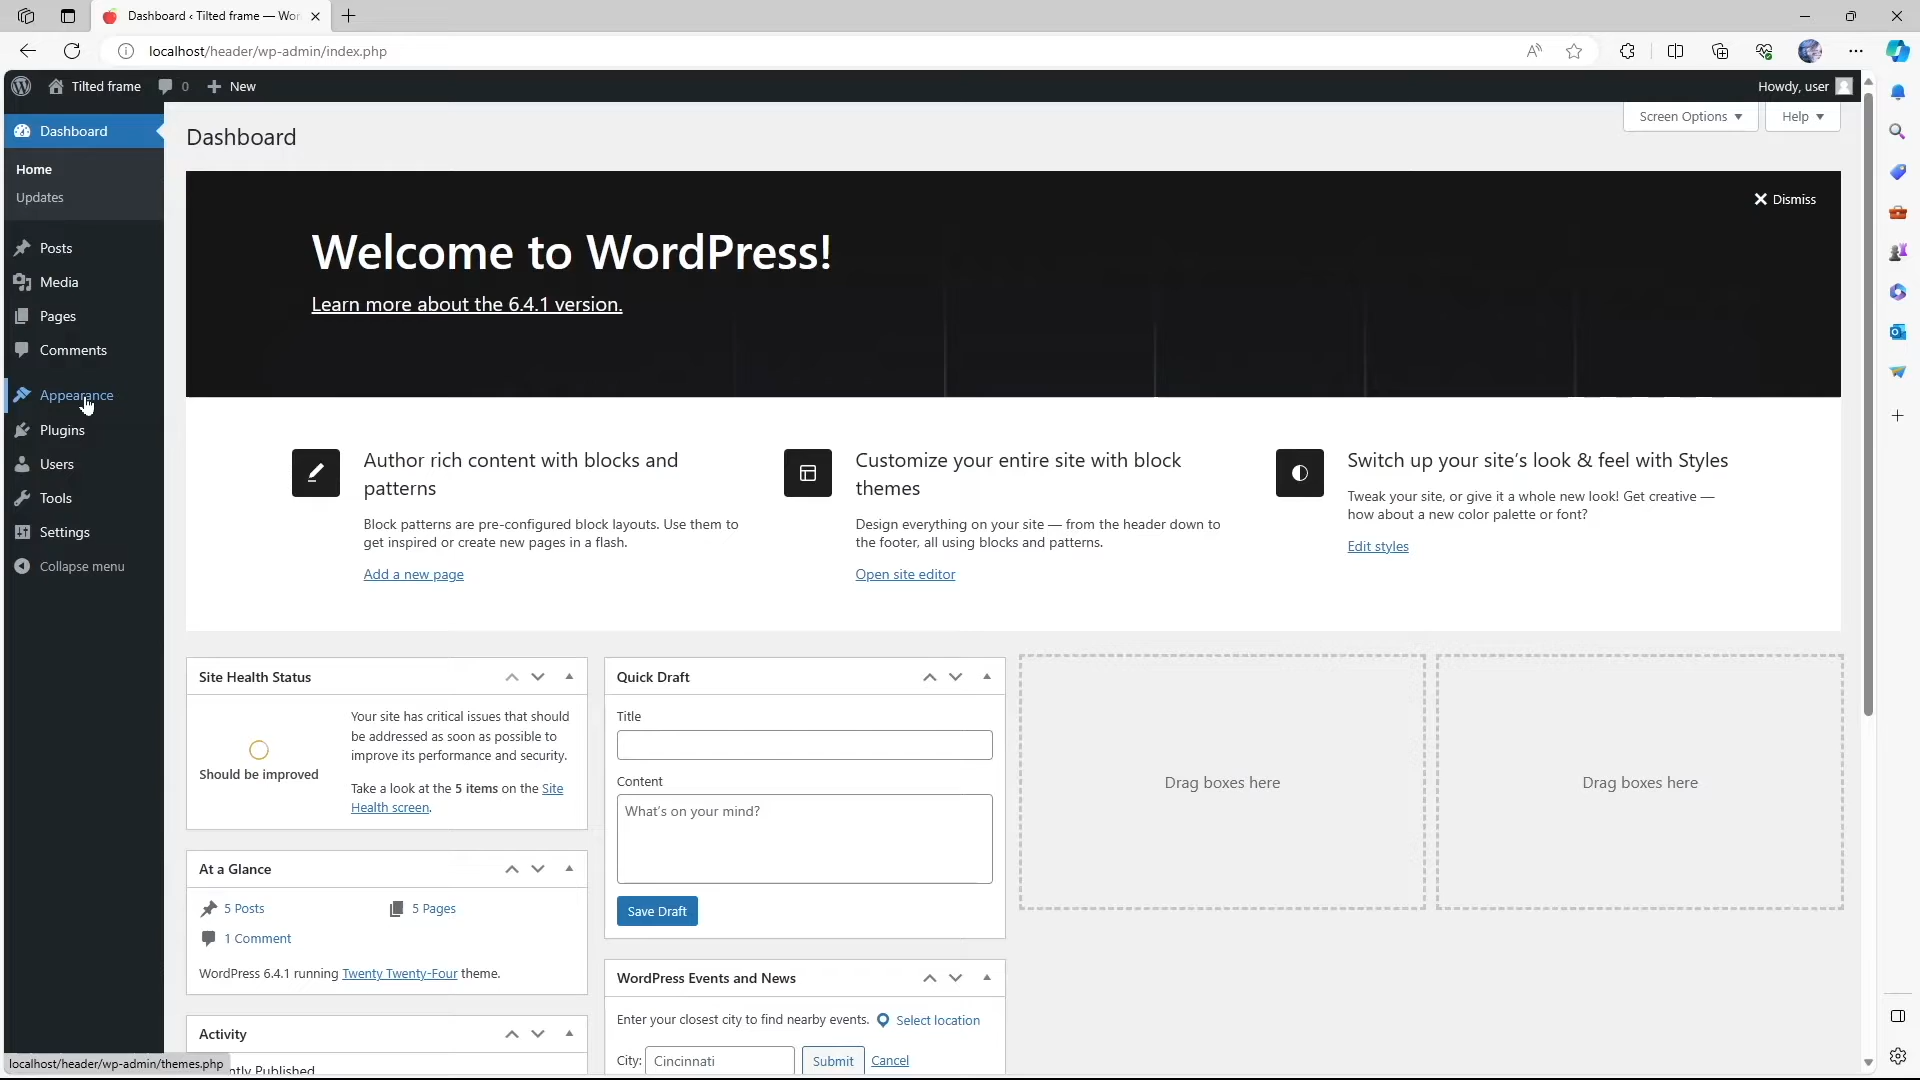 Dashboard ‹ Tilted frame — Wor
localhost/header/wp-admin/index.php
Tilted frame
0
New
Howdy, user
Screen Options
Help
Dashboard
Home
Updates
Posts
Media
Pages
Comments
Appearance
Plugins
Users
Tools
Settings
Collapse menu
Dashboard
Dismiss
Welcome to WordPress!
Learn more about the 6.4.1 version.
Author rich content with blocks and
patterns
Block patterns are pre-configured block layouts. Use them to
get inspired or create new pages in a flash.
Add a new page
Customize your entire site with block
themes
Design everything on your site — from the header down to
the footer, all using blocks and patterns.
Open site editor
Switch up your site's look & feel with Styles
Tweak your site, or give it a whole new look! Get creative —
how about a new color palette or font?
Edit styles
Site Health Status
Should be improved
Your site has critical issues that should
be addressed as soon as possible to
improve its performance and security.
Take a look at the 5 items on the Site
Health screen.
At a Glance
5 Posts
5 Pages
1 Comment
WordPress 6.4.1 running Twenty Twenty-Four theme.
Activity
ntly Published
Quick Draft
Title
Content
What's on your mind?
Save Draft
WordPress Events and News
Enter your closest city to find nearby events.
Select location
City:
Cincinnati
Submit
Cancel
Drag boxes here
Drag boxes here
localhost/header/wp-admin/themes.php